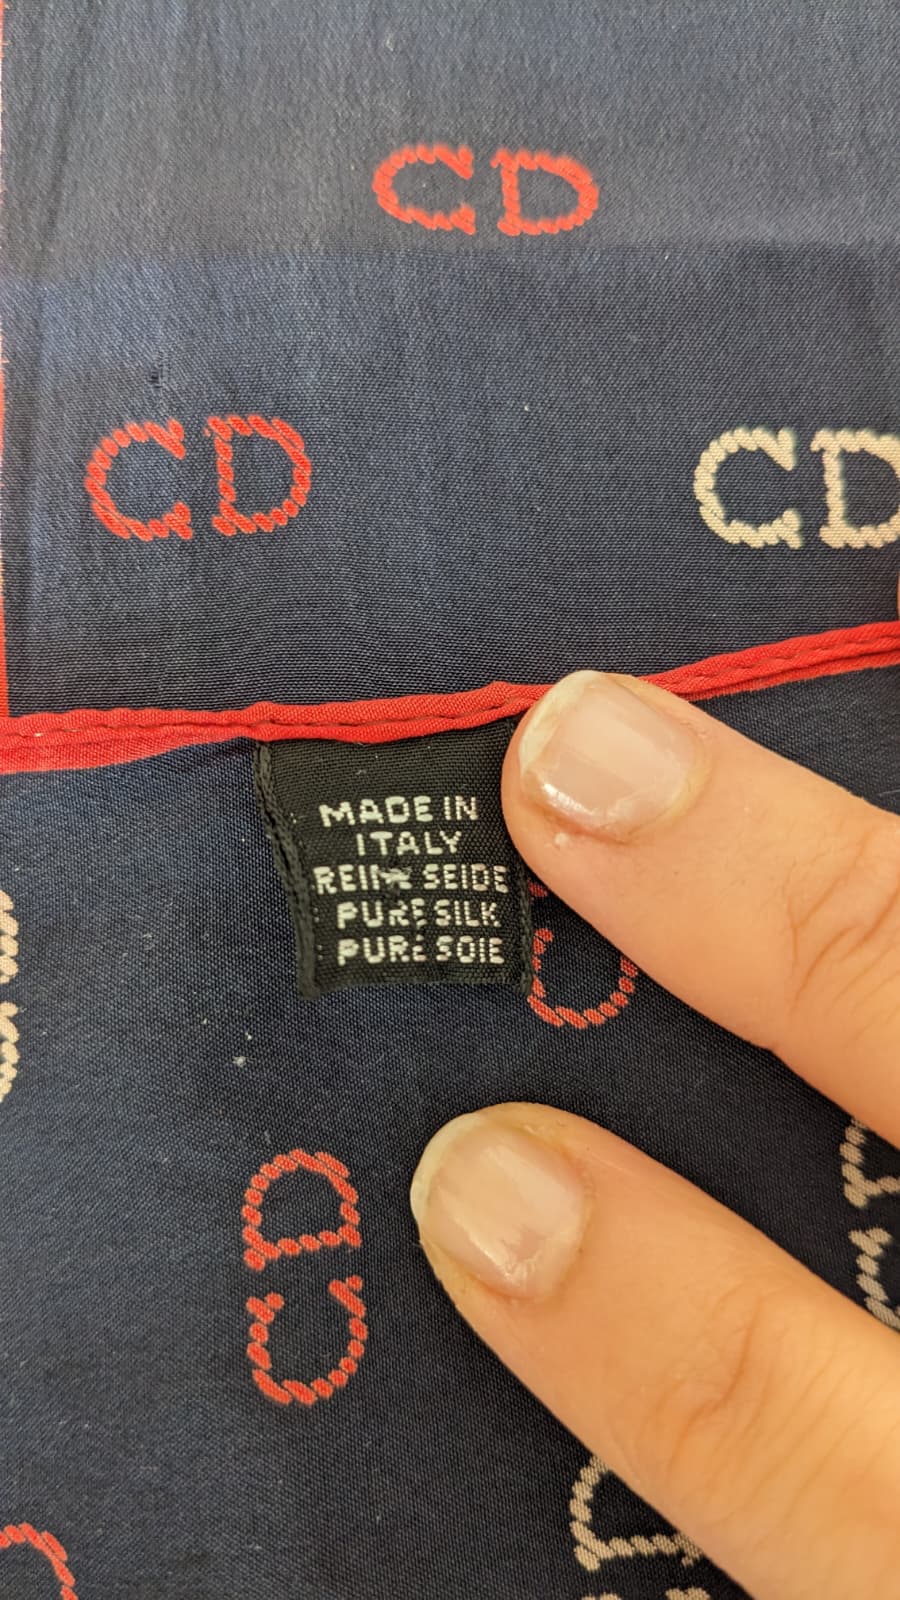 CD
CD CD
MADE IN
ITALY
REINE SEIDE
PURE SILK
PURE SOIE
CD